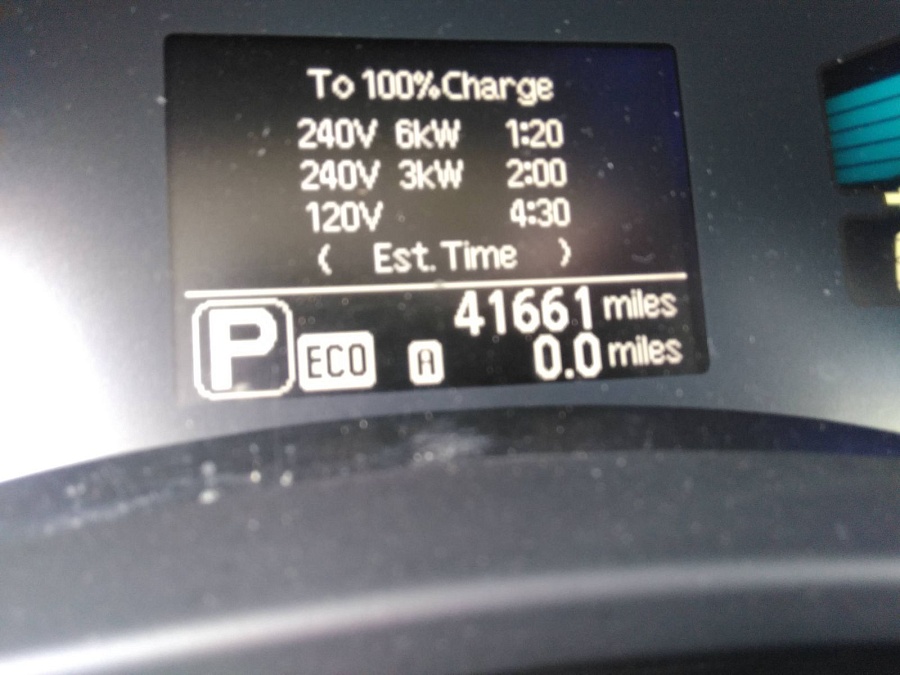 To 100% Charge
240V 6kW 1:20
240V 3kW 2:00
120V 4:30
⟨ Est. Time ⟩
41661 miles
P ECO A 0.0 miles